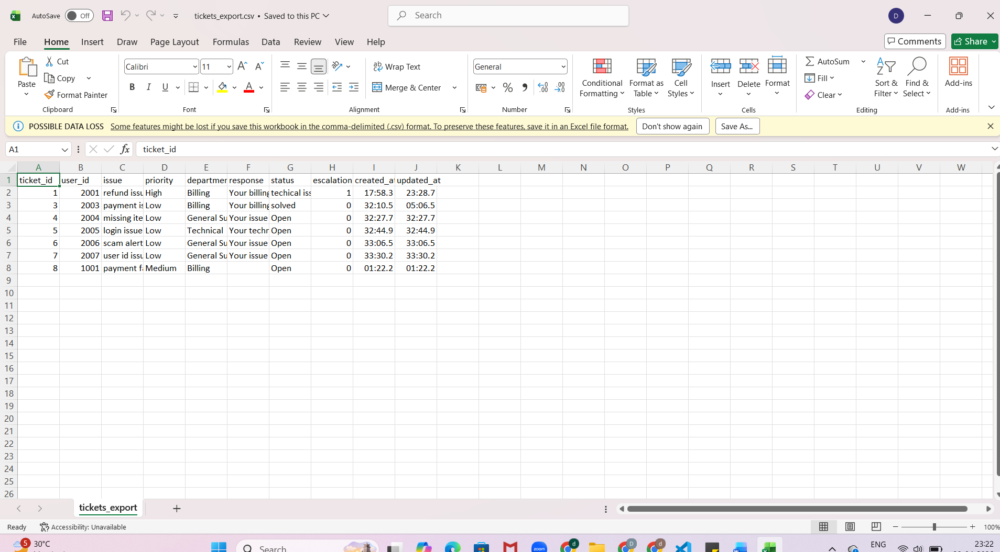 AutoSave Off tickets_export.csv • Saved to this PC Search D
File Home Insert Draw Page Layout Formulas Data Review View Help Comments Share
Paste Cut Copy Format Painter Clipboard
Calibri 11 B I U A Font
Wrap Text Merge & Center Alignment
General % Number
Conditional Formatting Format as Table Cell Styles Styles
Insert Delete Format Cells
AutoSum Fill Clear Sort & Filter Find & Select Editing
Add-ins Add-ins
POSSIBLE DATA LOSS Some features might be lost if you save this workbook in the comma-delimited (.csv) format. To preserve these features, save it in an Excel file format. Don't show again Save As...
A1 fx ticket_id
A B C D E F G H I J K L M N O P Q R S T U V W
1 ticket_id user_id issue priority departmen response status escalation created_at updated_at
2 1 2001 refund issu High Billing Your billing techical iss 1 17:58.3 23:28.7
3 3 2003 payment is Low Billing Your billing solved 0 32:10.5 05:06.5
4 4 2004 missing ite Low General Su Your issue Open 0 32:27.7 32:27.7
5 5 2005 login issue Low Technical Your techn Open 0 32:44.9 32:44.9
6 6 2006 scam alert Low General Su Your issue Open 0 33:06.5 33:06.5
7 7 2007 user id issu Low General Su Your issue Open 0 33:30.2 33:30.2
8 8 1001 payment fa Medium Billing Open 0 01:22.2 01:22.2
9
10
11
12
13
14
15
16
17
18
19
20
21
22
23
24
25
26
tickets_export
Ready Accessibility: Unavailable 100%
5 30°C Search zoom ENG 23:22